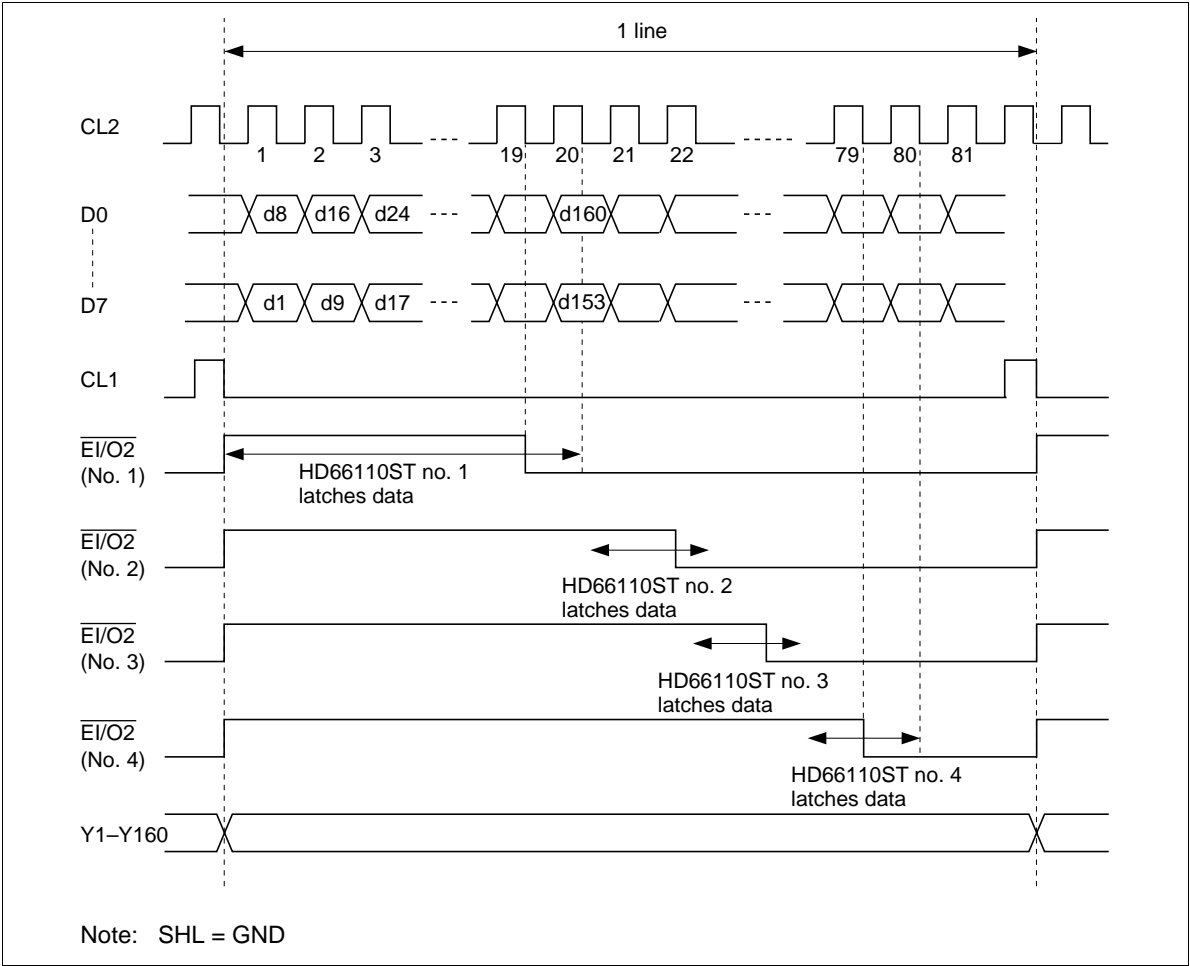 1 line
CL2
1 2 3 19 20 21 22 79 80 81
D0 d8 d16 d24 d160
D7 d1 d9 d17 d153
CL1
EI/O2
(No. 1)
HD66110ST no. 1
latches data
EI/O2
(No. 2)
HD66110ST no. 2
latches data
EI/O2
(No. 3)
HD66110ST no. 3
latches data
EI/O2
(No. 4)
HD66110ST no. 4
latches data
Y1–Y160
Note: SHL = GND